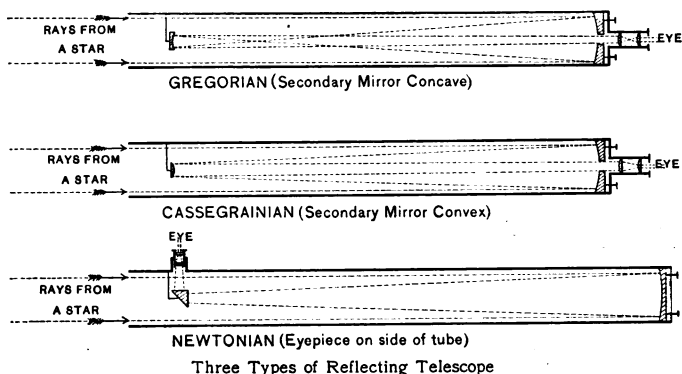 RAYS FROM
A STAR
EYE
GREGORIAN (Secondary Mirror Concave)
RAYS FROM
A STAR
EYE
CASSEGRAINIAN (Secondary Mirror Convex)
EYE
RAYS FROM
A STAR
NEWTONIAN (Eyepiece on side of tube)
Three Types of Reflecting Telescope